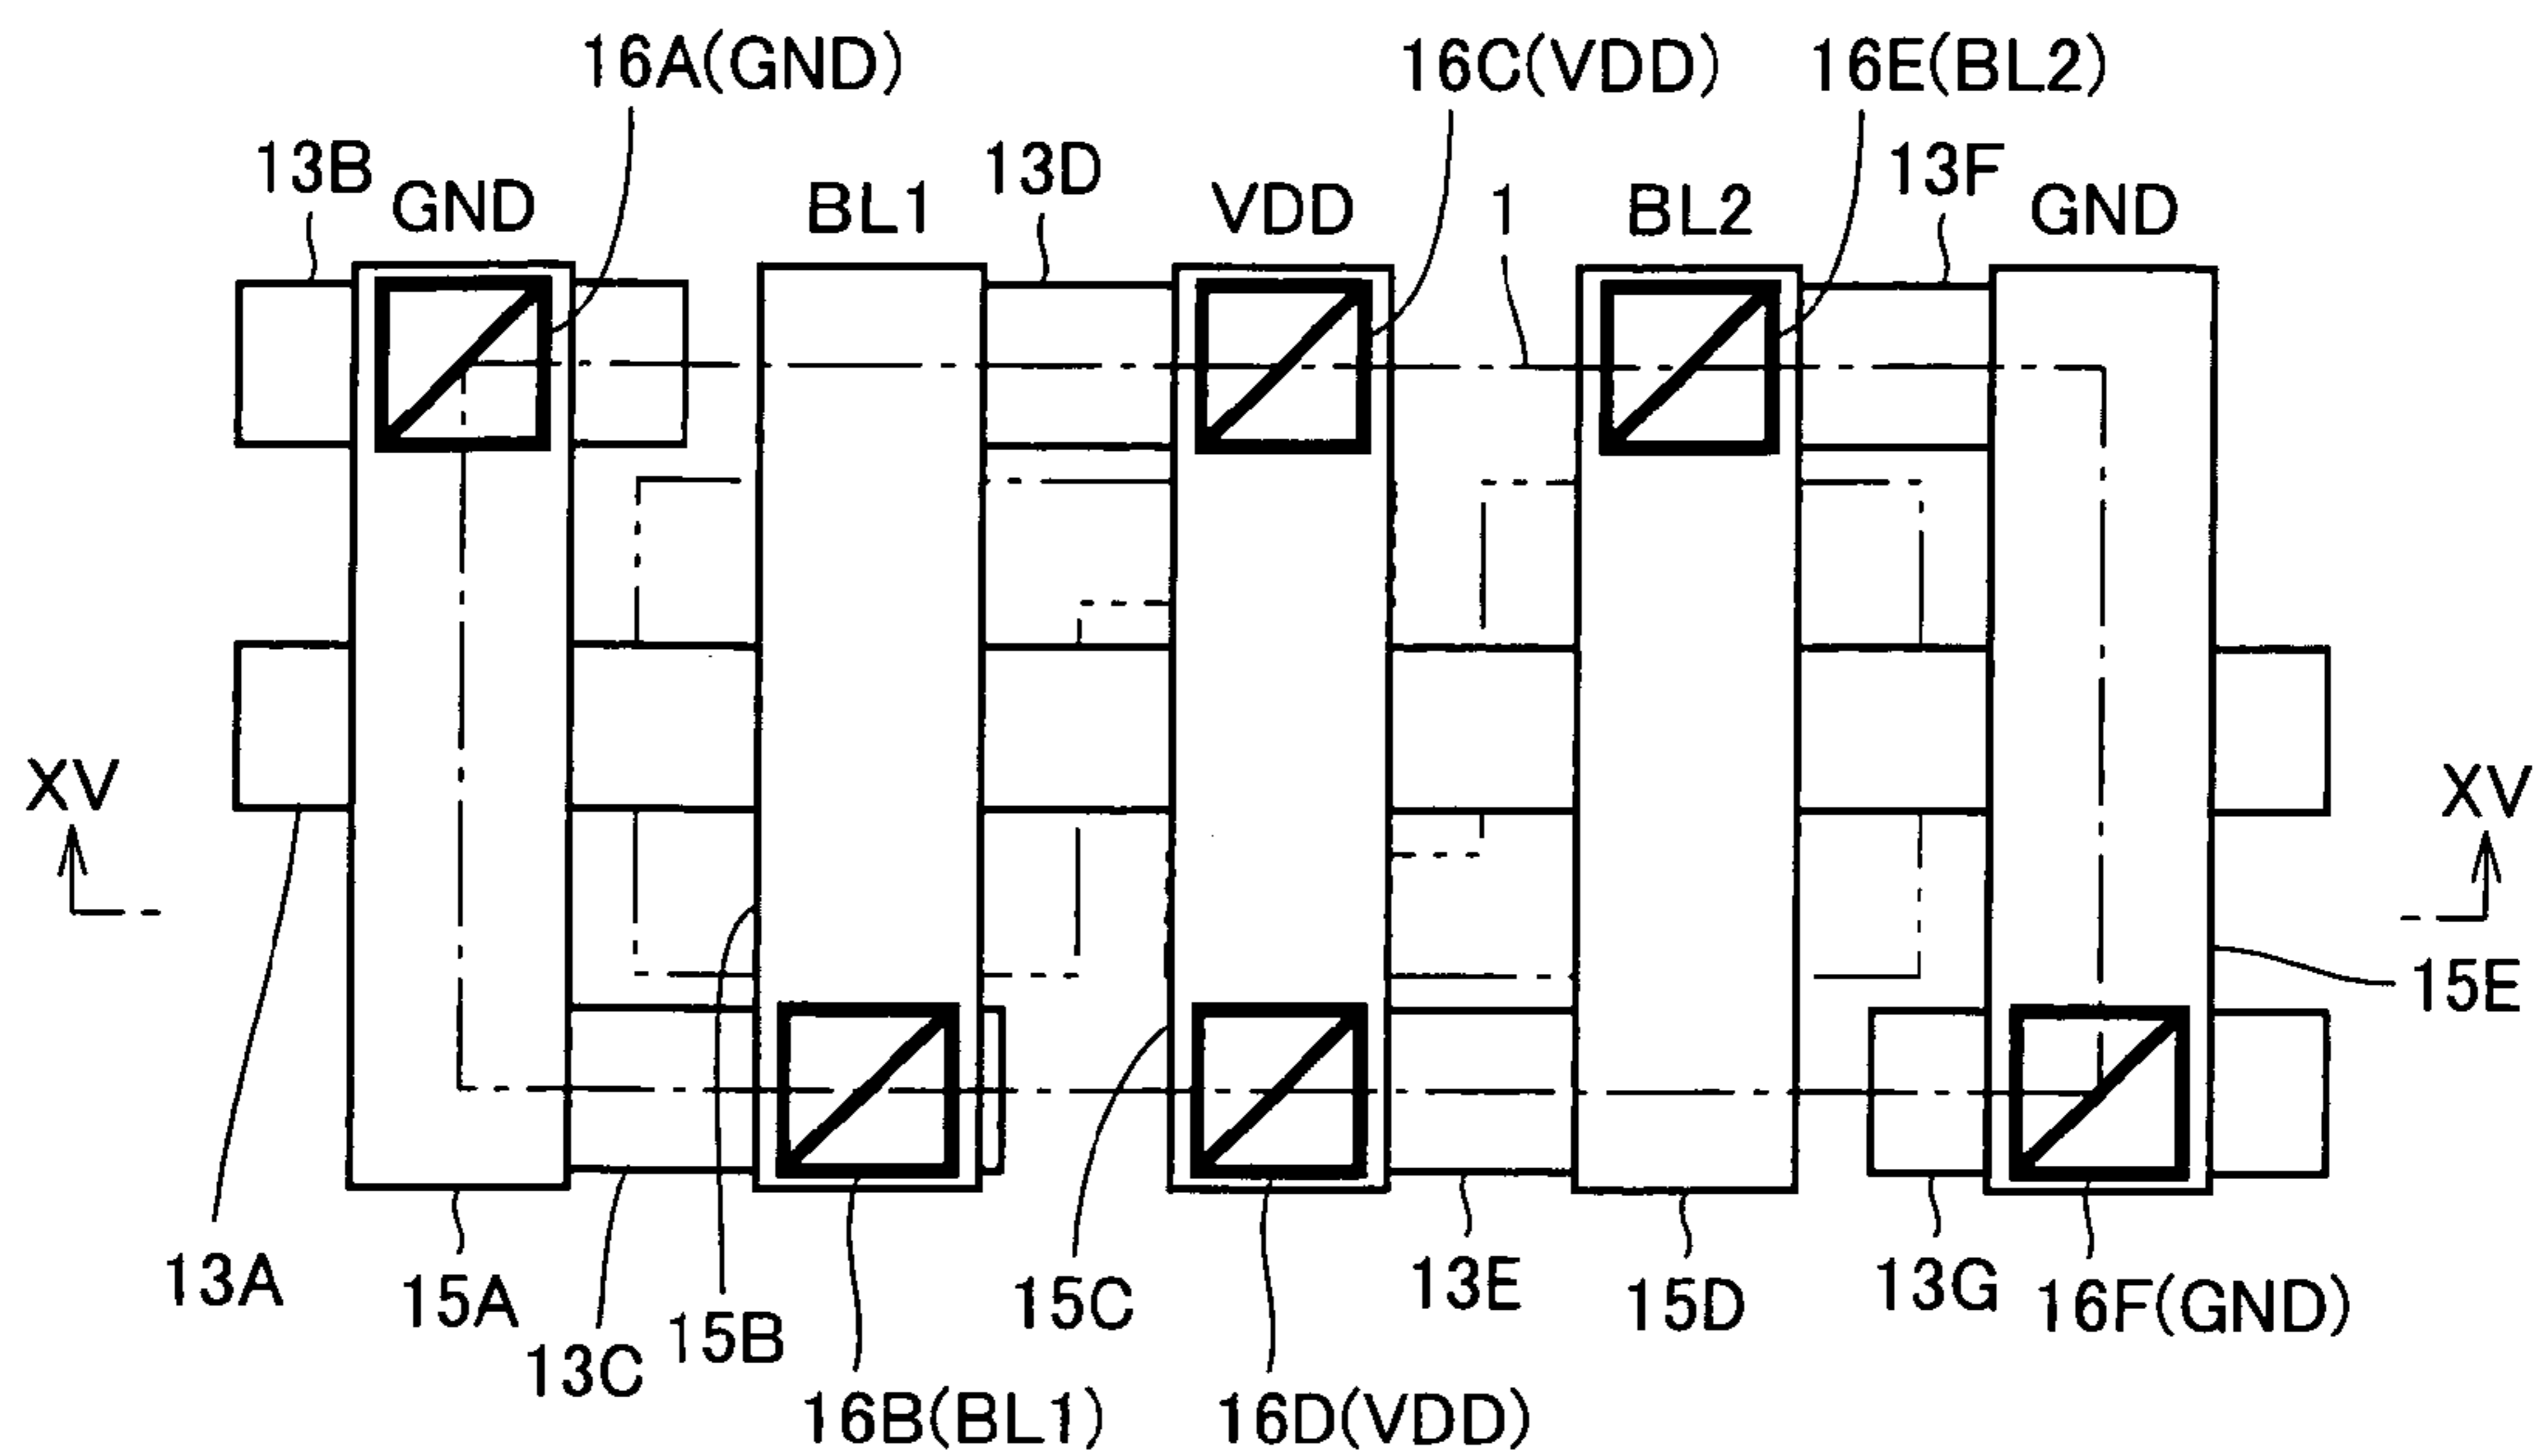 16A(GND) 16C(VDD) 16E(BL2)
13B GND BL1 13D VDD 1 BL2 13F GND
XV XV
15E
13A 15A 13C 15B 16B(BL1) 15C 16D(VDD) 13E 15D 13G 16F(GND)